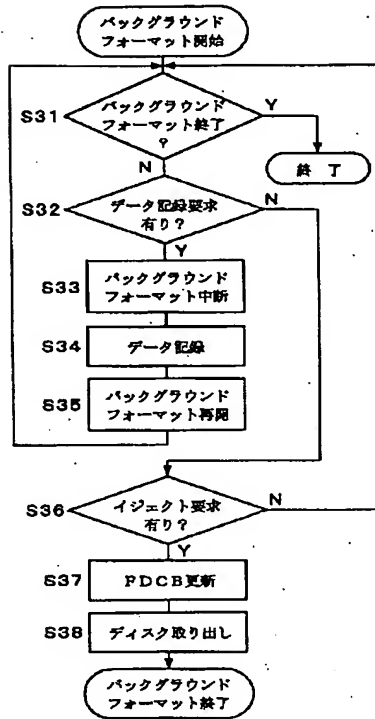 バックグラウンド
フォーマット開始
S31
バックグラウンド
フォーマット終了
?
Y
N
終 了
S32
データ記録要求
有り?
N
Y
S33
バックグラウンド
フォーマット中断
S34
データ記録
S35
バックグラウンド
フォーマット再開
S36
イジェクト要求
有り?
N
Y
S37
FDCB更新
S38
ディスク取り出し
バックグラウンド
フォーマット終了